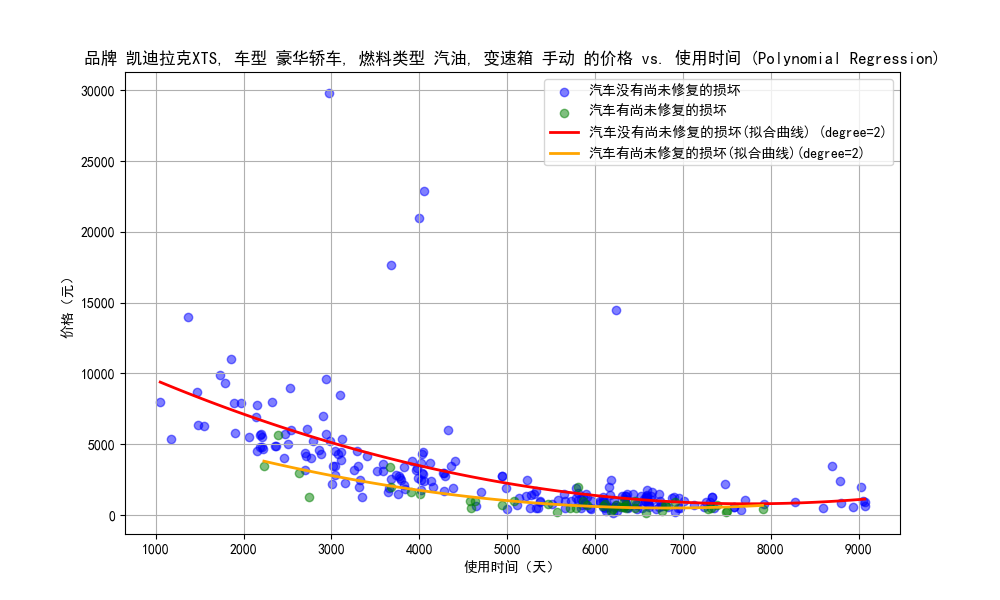 品牌 凯迪拉克XTS, 车型 豪华轿车, 燃料类型 汽油, 变速箱 手动 的价格 vs. 使用时间 (Polynomial Regression)
汽车没有尚未修复的损坏
汽车有尚未修复的损坏
汽车没有尚未修复的损坏(拟合曲线) (degree=2)
汽车有尚未修复的损坏(拟合曲线)(degree=2)
价格（元）
30000
25000
20000
15000
10000
5000
0
1000 2000 3000 4000 5000 6000 7000 8000 9000
使用时间（天）